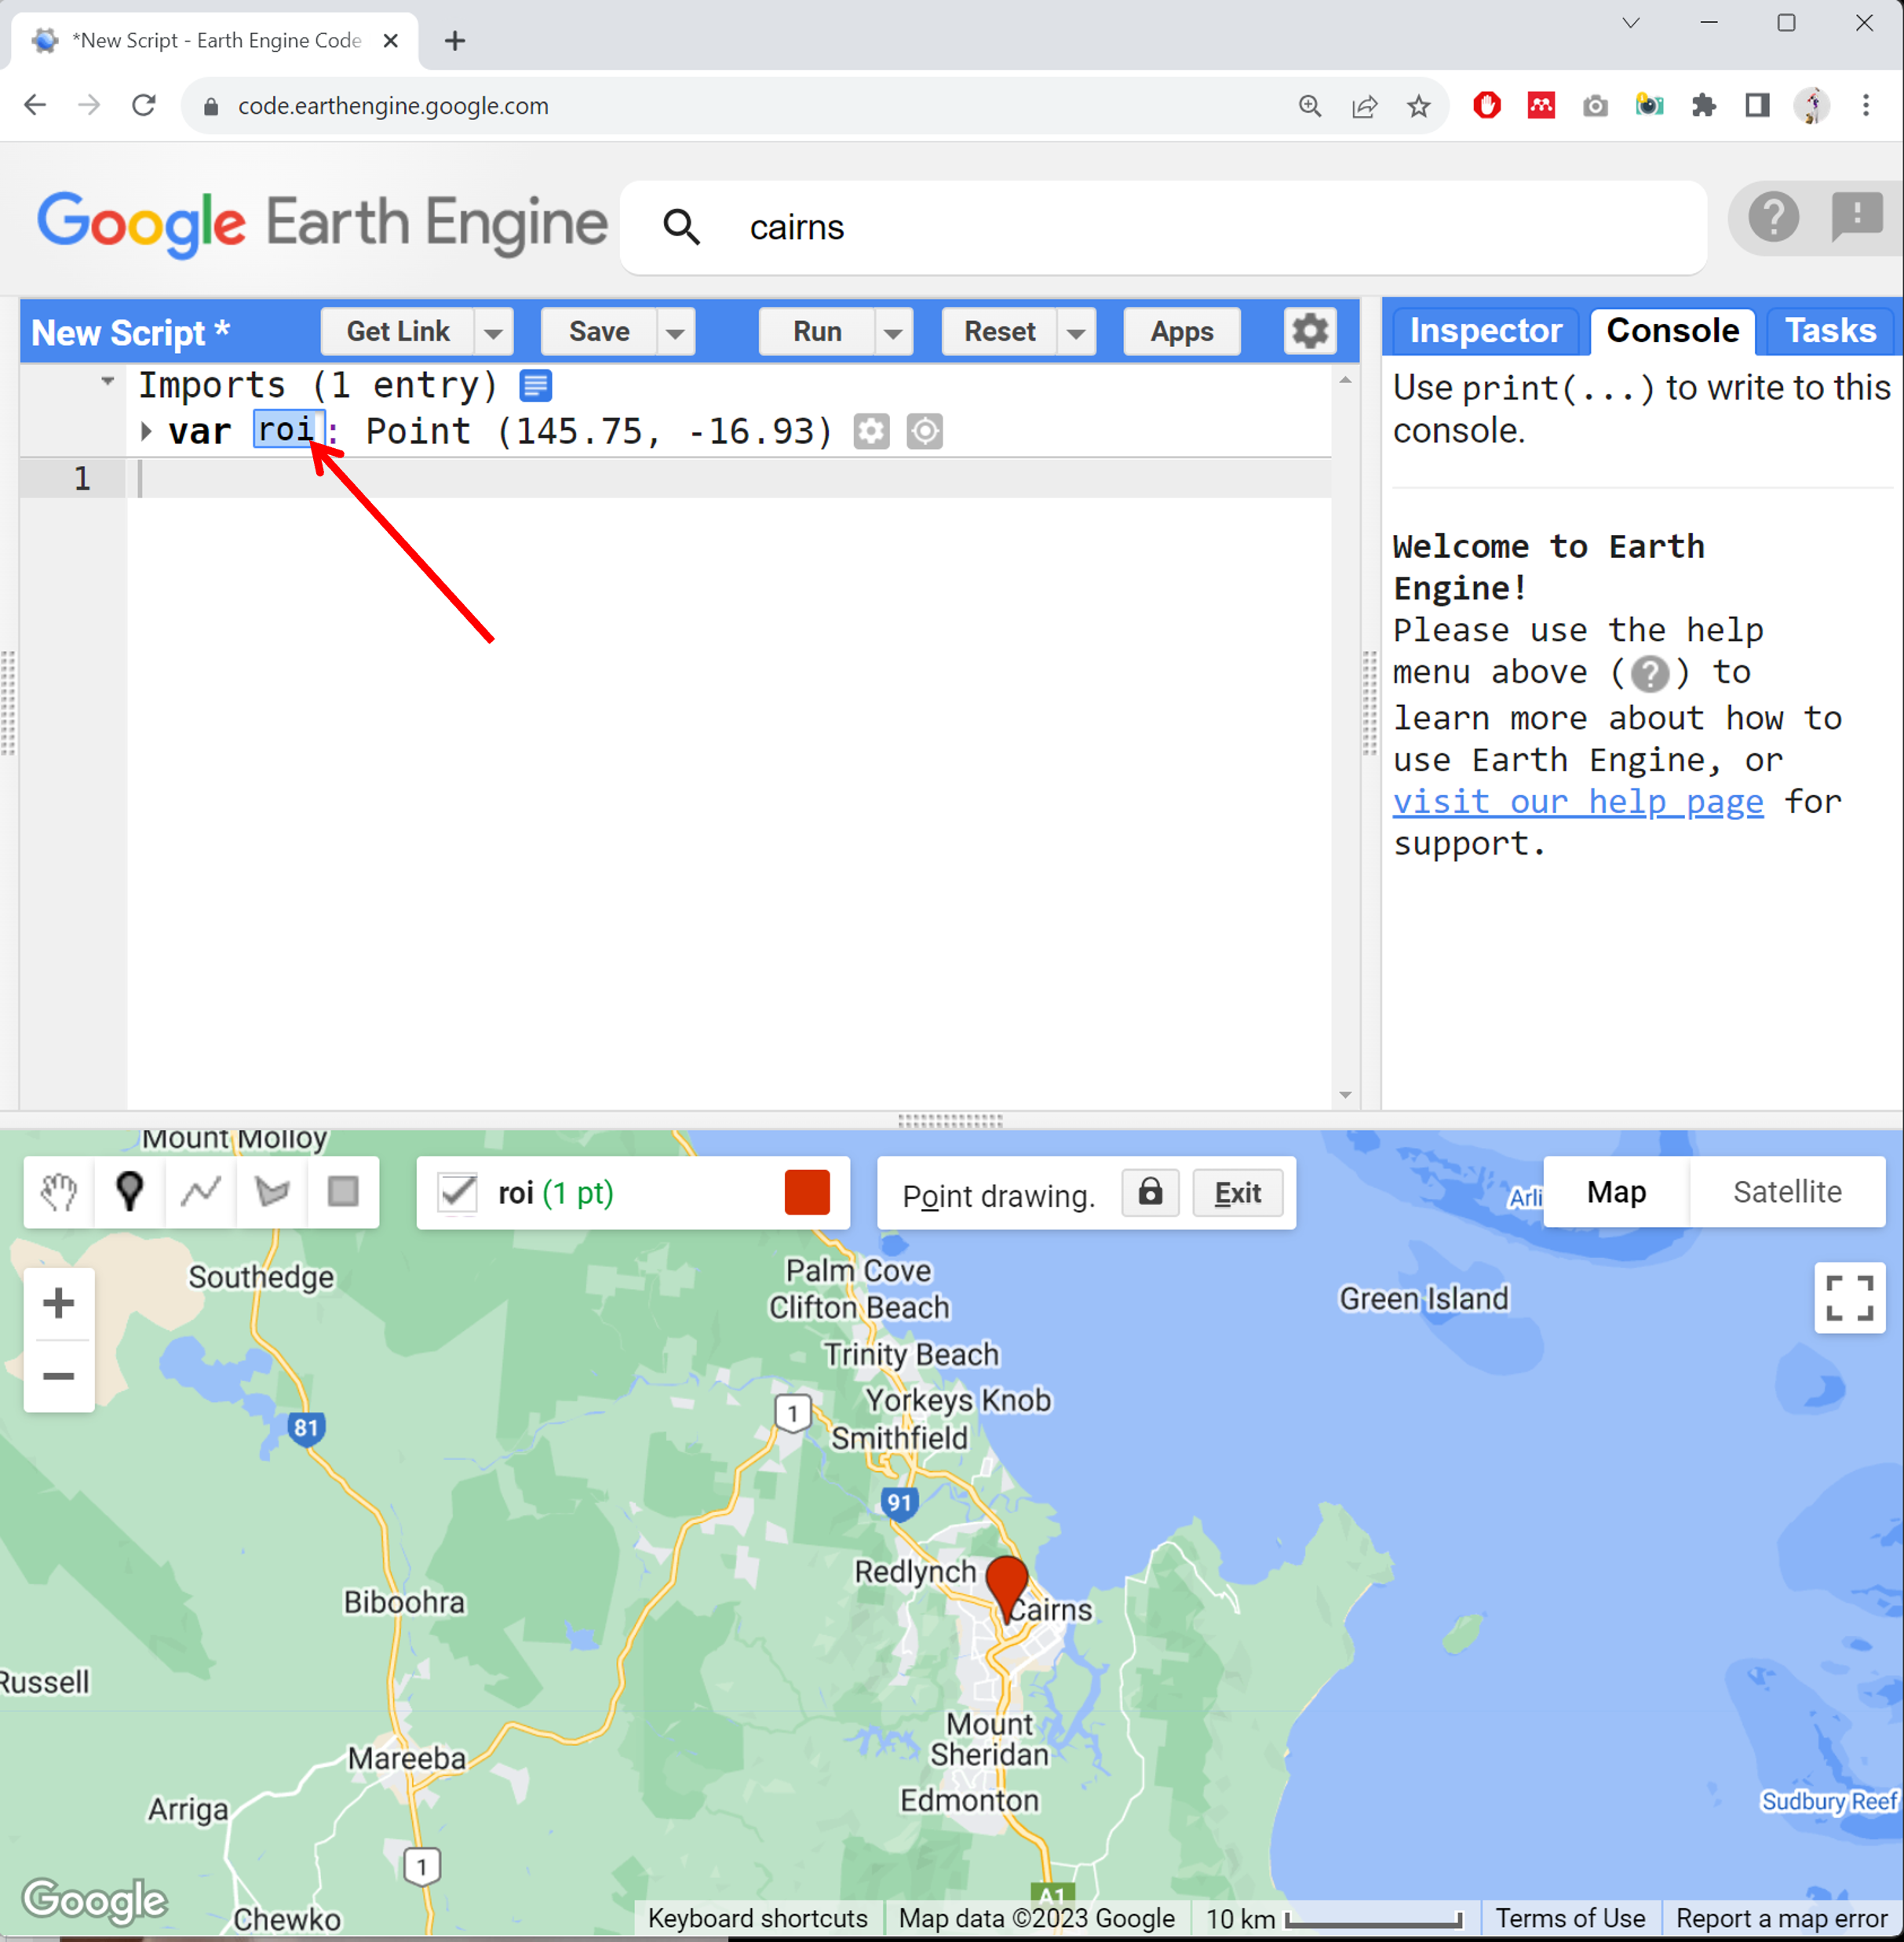 *New Script - Earth Engine Code
code.earthengine.google.com
Google Earth Engine
cairns
New Script *
Get Link
Save
Run
Reset
Apps
Inspector
Console
Tasks
Imports (1 entry)
var roi: Point (145.75, -16.93)
1
Use print(...) to write to this
console.
Welcome to Earth
Engine!
Please use the help
menu above (?) to
learn more about how to
use Earth Engine, or
visit our help page for
support.
Mount Molloy
roi (1 pt)
Point drawing.
Exit
Arli
Map
Satellite
Southedge
Palm Cove
Clifton Beach
Green Island
Trinity Beach
Yorkeys Knob
1
81
Smithfield
91
Redlynch
Biboohra
Cairns
Russell
Mount
Sheridan
Mareeba
Edmonton
Arriga
Sudbury Reef
1
A1
Google
Chewko
Keyboard shortcuts
Map data ©2023 Google
10 km
Terms of Use
Report a map error